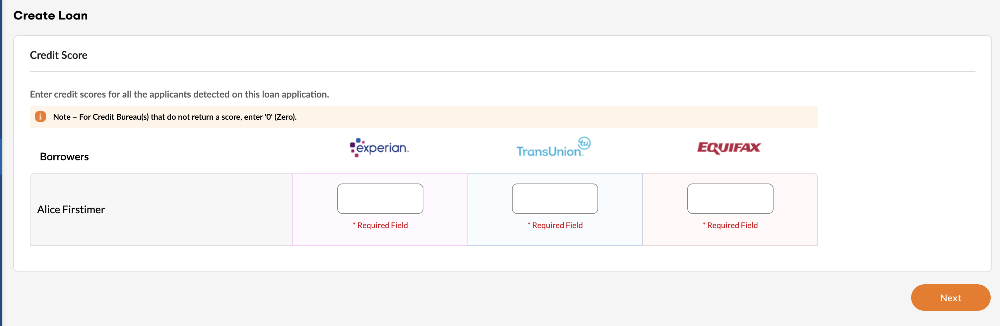 Create Loan
Credit Score
Enter credit scores for all the applicants detected on this loan application.
i Note – For Credit Bureau(s) that do not return a score, enter '0' (Zero).
Borrowers
experian™
TransUnion™ tu
EQUIFAX
Alice Firstimer
* Required Field
* Required Field
* Required Field
Next